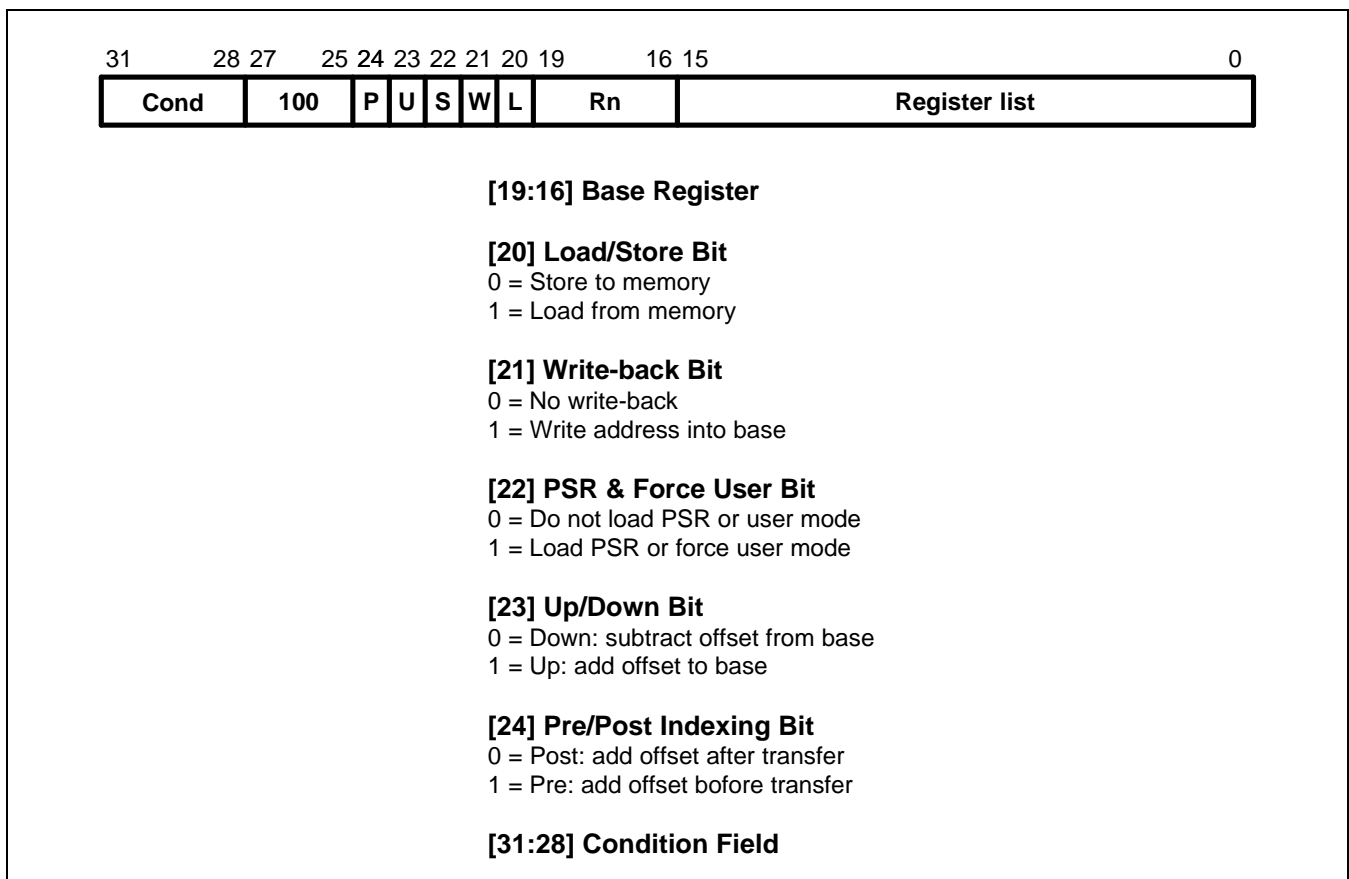 31 28 27 25 24 23 22 21 20 19 16 15 0
Cond 100 P U S W L Rn Register list
[19:16] Base Register
[20] Load/Store Bit
0 = Store to memory
1 = Load from memory
[21] Write-back Bit
0 = No write-back
1 = Write address into base
[22] PSR & Force User Bit
0 = Do not load PSR or user mode
1 = Load PSR or force user mode
[23] Up/Down Bit
0 = Down: subtract offset from base
1 = Up: add offset to base
[24] Pre/Post Indexing Bit
0 = Post: add offset after transfer
1 = Pre: add offset bofore transfer
[31:28] Condition Field